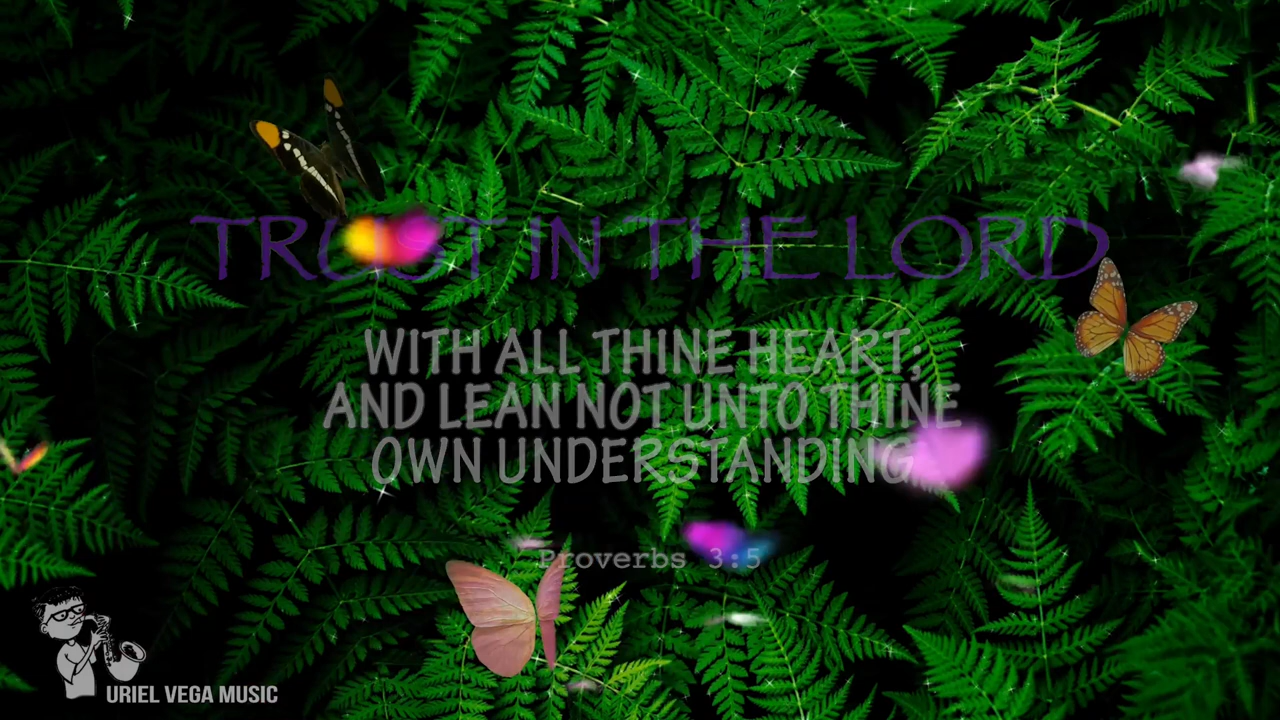 TRUST IN THE LORD
WITH ALL THINE HEART;
AND LEAN NOT UNTO THINE
OWN UNDERSTANDING.
Proverbs 3:5
URIEL VEGA MUSIC